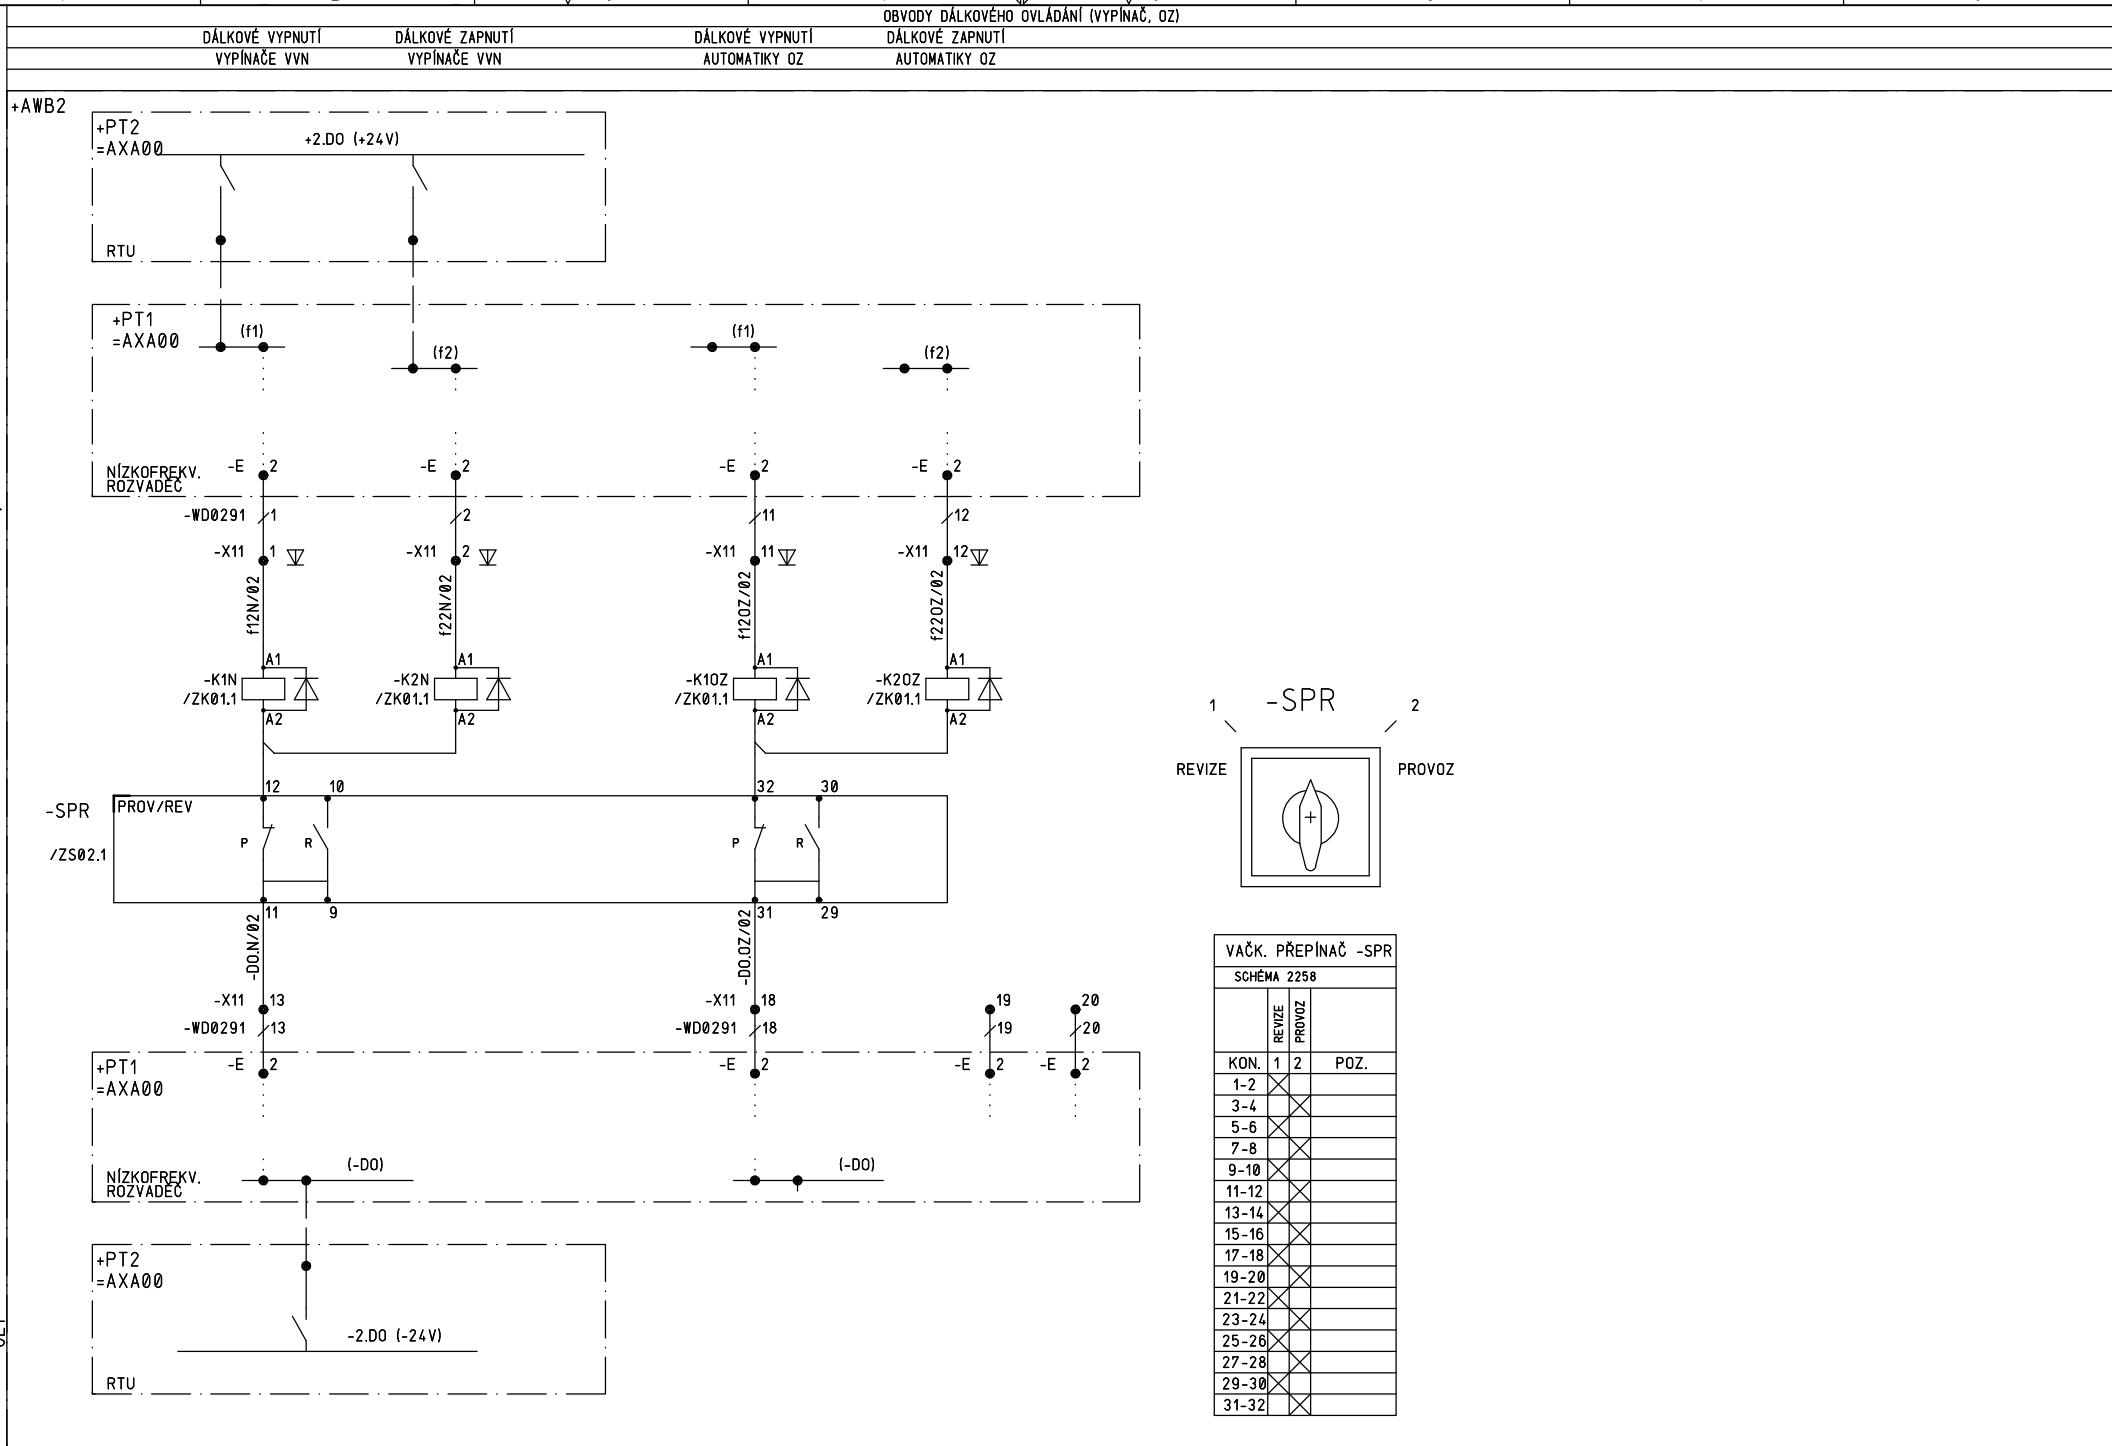 OBVODY DÁLKOVÉHO OVLÁDÁNÍ (VYPÍNAČ, OZ)
DÁLKOVÉ VYPNUTÍ DÁLKOVÉ ZAPNUTÍ DÁLKOVÉ VYPNUTÍ DÁLKOVÉ ZAPNUTÍ
VYPÍNAČE VVN VYPÍNAČE VVN AUTOMATIKY OZ AUTOMATIKY OZ
+AWB2
+PT2
=AXA00
+2.DO (+24V)
RTU
+PT1
=AXA00
(f1) (f1)
(f2) (f2)
-E 2 -E 2 -E 2 -E 2
NÍZKOFREKV.
ROZVADĚČ
-WD0291 1 2 11 12
-X11 1 -X11 2 -X11 11 -X11 12
f12N/02 f22N/02 f12OZ/02 f22OZ/02
A1 A1 A1 A1
-K1N -K2N -K1OZ -K2OZ
/ZK01.1 /ZK01.1 /ZK01.1 /ZK01.1
A2 A2 A2 A2
12 10 32 30
-SPR PROV/REV
P R P R
/ZS02.1
11 9 31 29
-DO.N/02 -DO.OZ/02
-X11 13 -X11 18 19 20
-WD0291 13 -WD0291 18 19 20
+PT1
=AXA00
-E 2 -E 2 -E 2 -E 2
(-DO) (-DO)
NÍZKOFREKV.
ROZVADĚČ
+PT2
=AXA00
-2.DO (-24V)
RTU
1 -SPR 2
REVIZE PROVOZ
VAČK. PŘEPÍNAČ -SPR
SCHÉMA 2258
REVIZE PROVOZ
KON. 1 2 POZ.
1-2
3-4
5-6
7-8
9-10
11-12
13-14
15-16
17-18
19-20
21-22
23-24
25-26
27-28
29-30
31-32